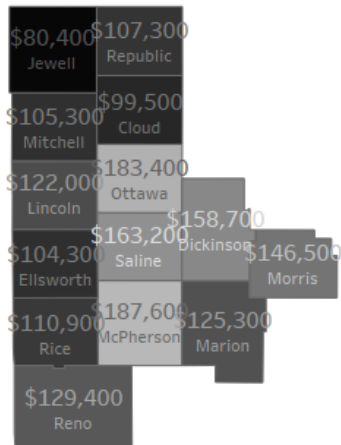 $80,400
Jewell
$107,300
Republic
$105,300
Mitchell
$99,500
Cloud
$122,000
Lincoln
$183,400
Ottawa
$104,300
Ellsworth
$163,200
Saline
$158,700
Dickinson
$146,500
Morris
$110,900
Rice
$187,600
McPherson
$125,300
Marion
$129,400
Reno